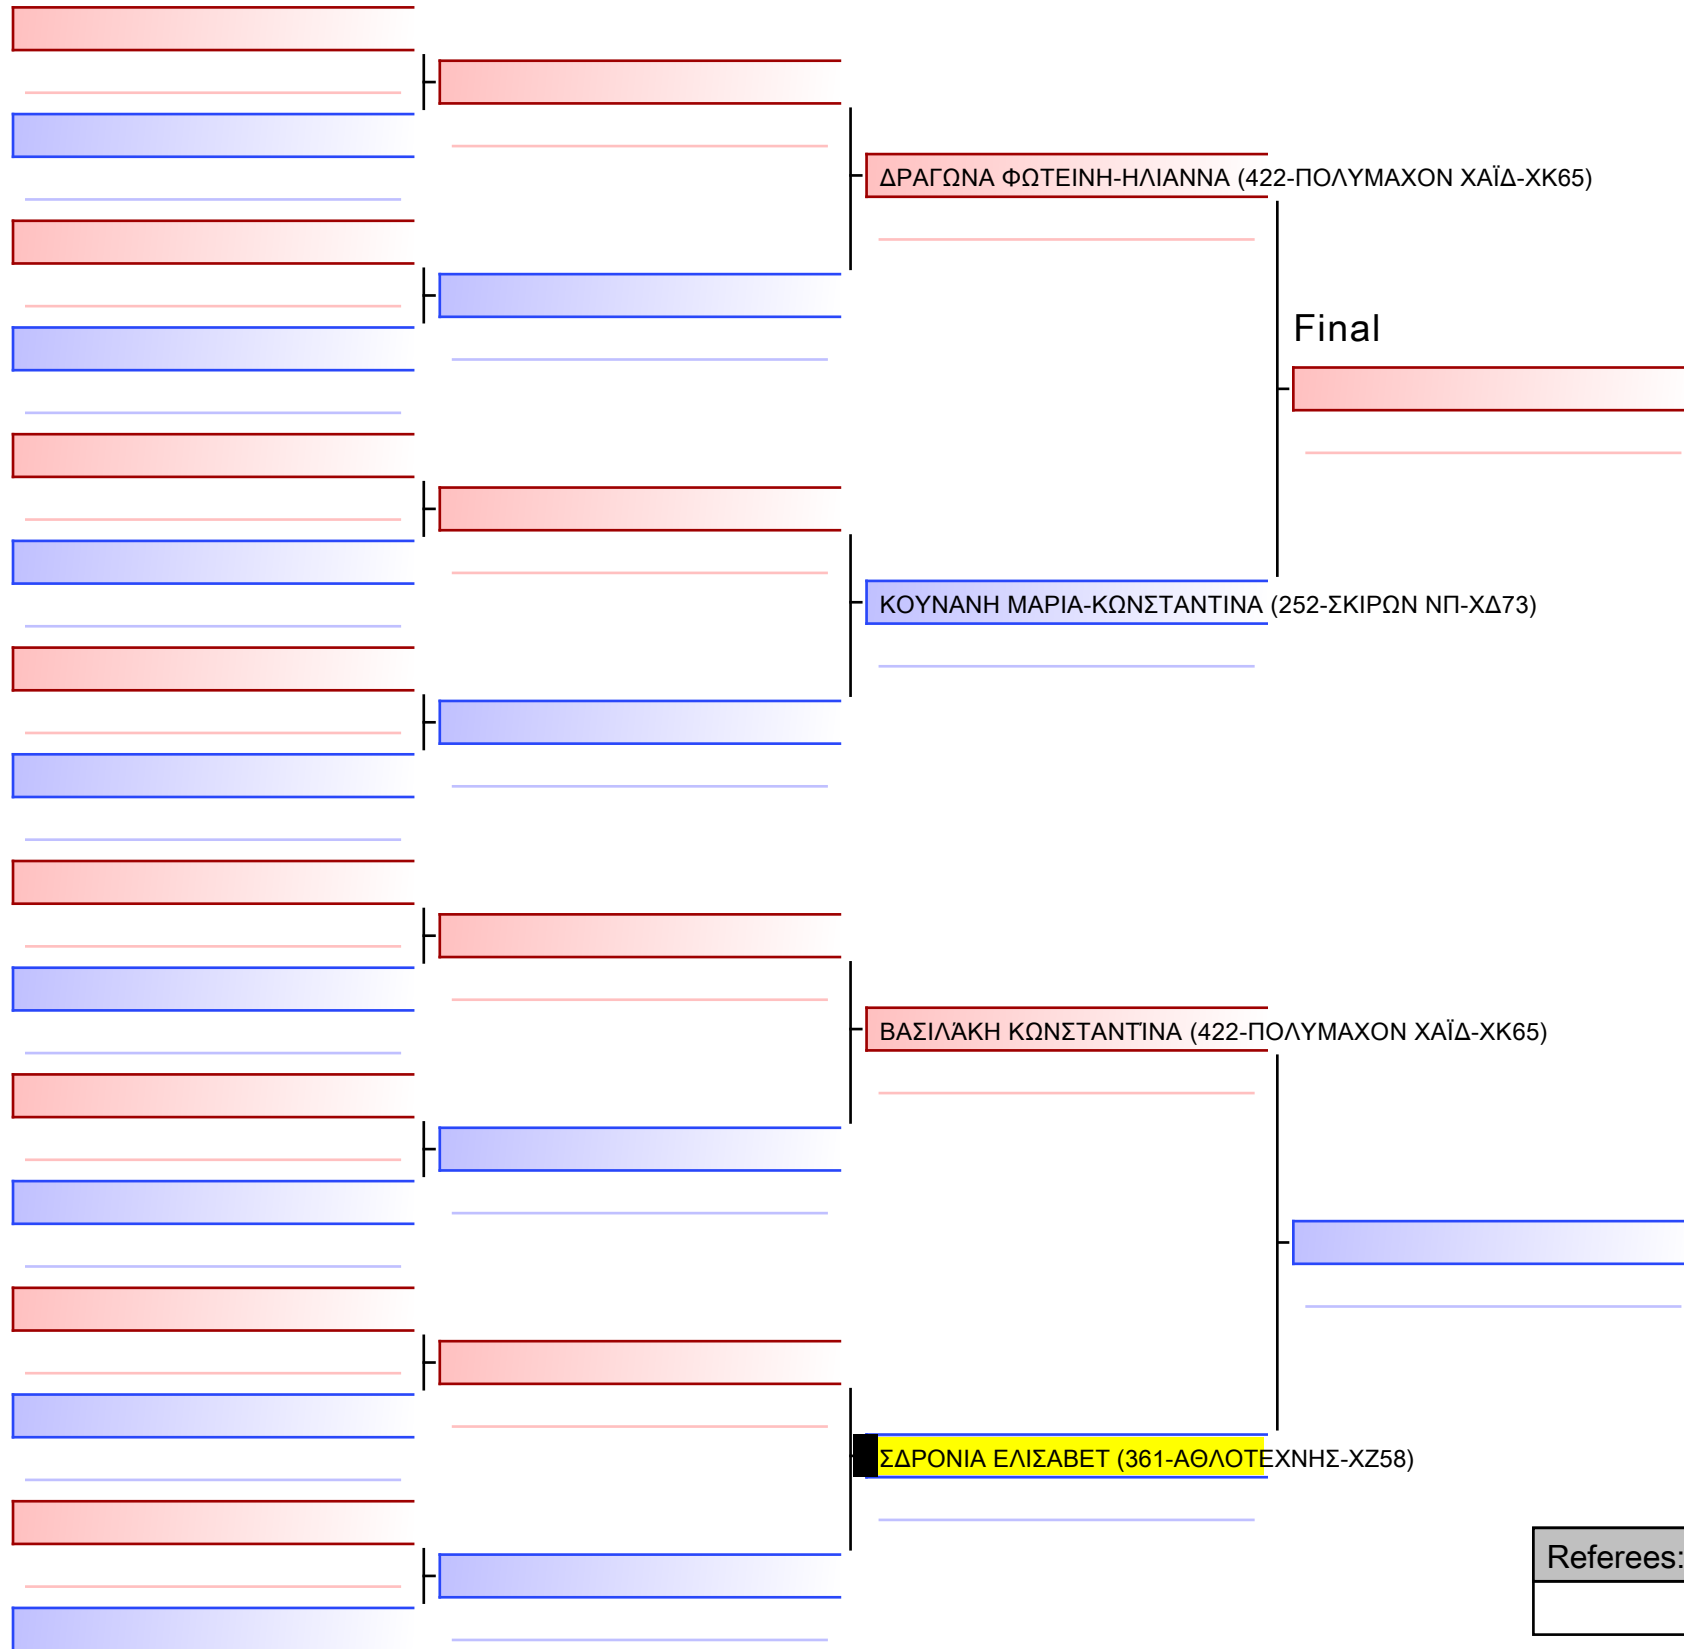 ΔΡΑΓΩΝΑ ΦΩΤΕΙΝΗ-ΗΛΙΑΝΝΑ (422-ΠΟΛΥΜΑΧΟΝ ΧΑΪΔ-ΧΚ65)
Final
ΚΟΥΝΑΝΗ ΜΑΡΙΑ-ΚΩΝΣΤΑΝΤΙΝΑ (252-ΣΚΙΡΩΝ ΝΠ-ΧΔ73)
ΒΑΣΙΛΆΚΗ ΚΩΝΣΤΑΝΤΊΝΑ (422-ΠΟΛΥΜΑΧΟΝ ΧΑΪΔ-ΧΚ65)
ΣΔΡΟΝΙΑ ΕΛΙΣΑΒΕΤ (361-ΑΘΛΟΤΕΧΝΗΣ-ΧΖ58)
Referees: